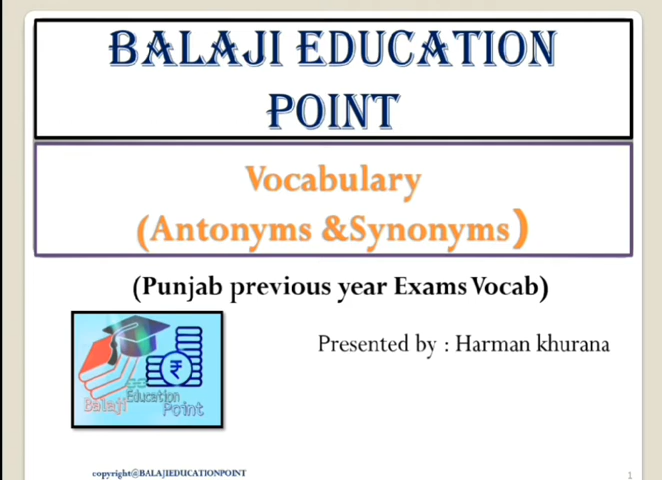 BALAJI EDUCATION
POINT
Vocabulary
(Antonyms &Synonyms)
(Punjab previous year Exams Vocab)
Presented by : Harman khurana
₹
Balaji Education
Point
copyright@BALAJIEDUCATIONPOINT
1